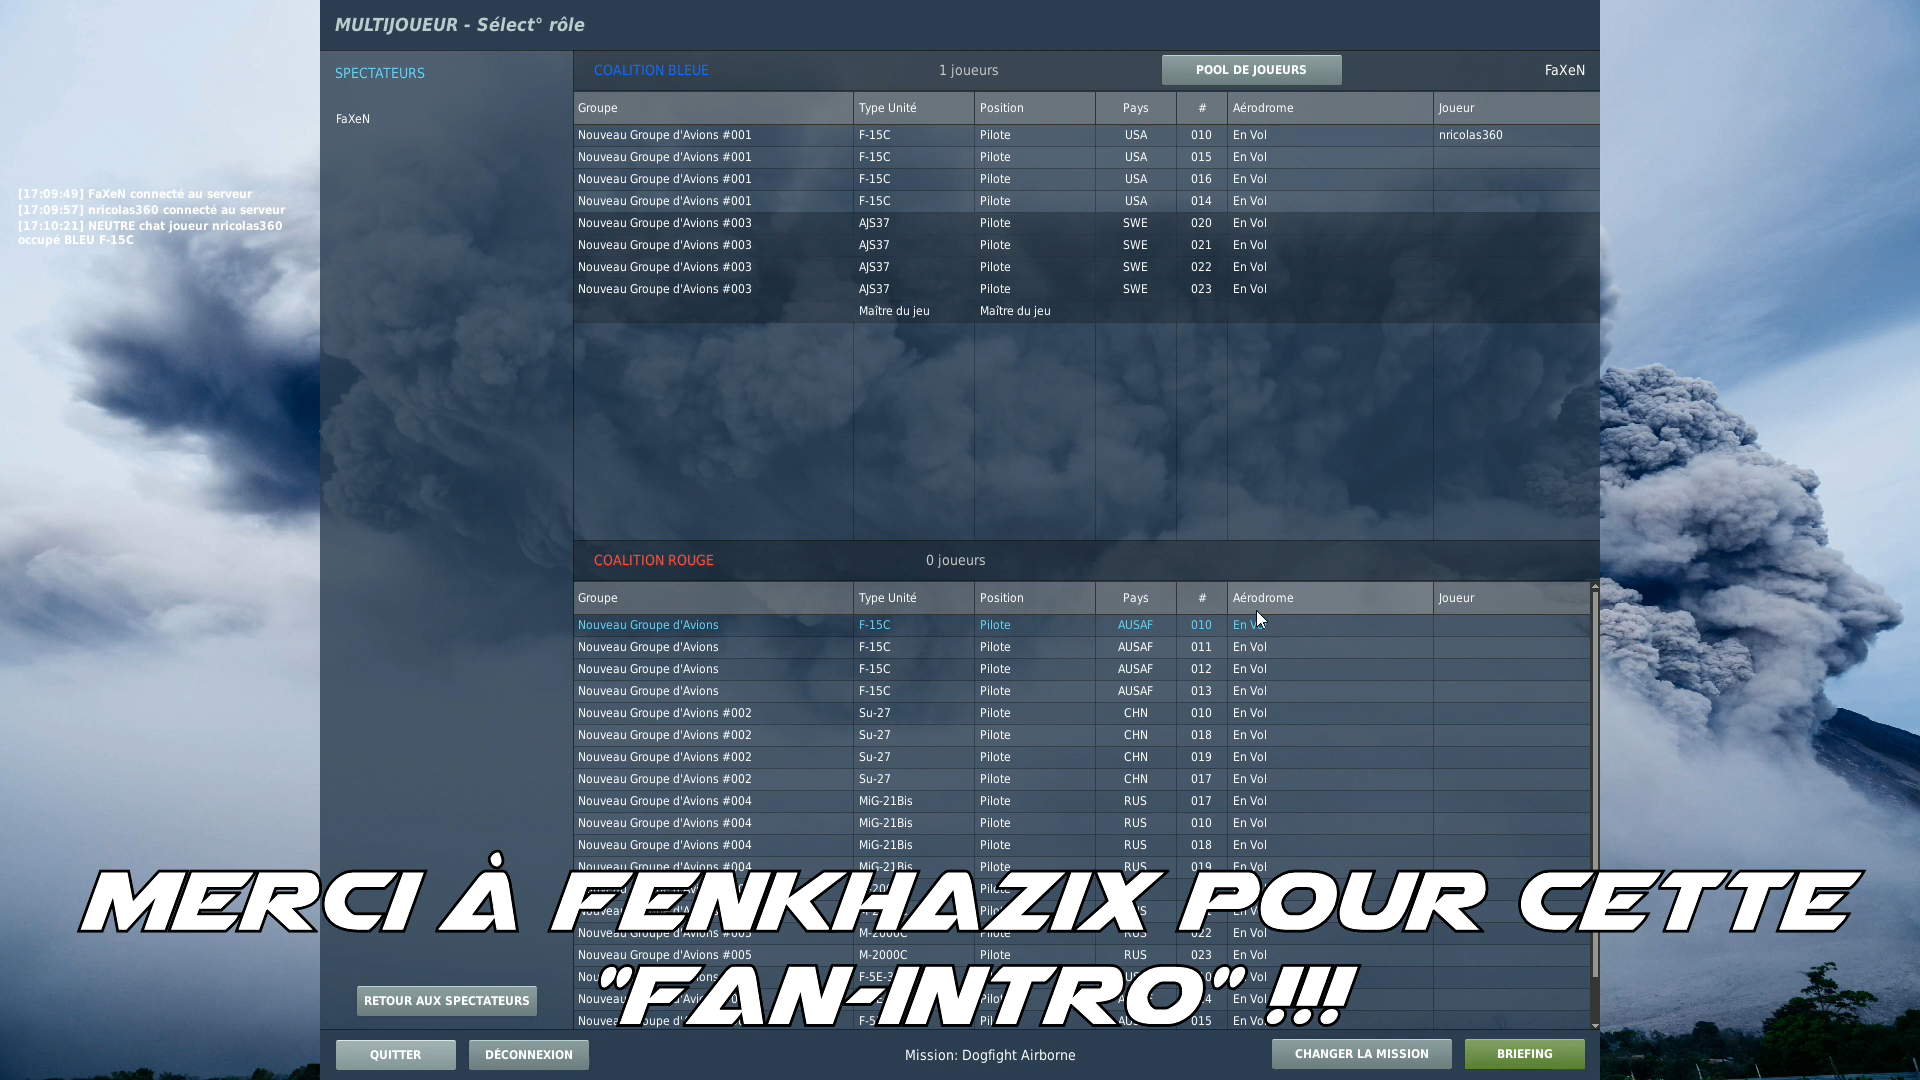 MULTIJOUEUR - Sélect° rôle
SPECTATEURS
FaXeN
[17:09:49] FaXeN connecté au serveur
[17:09:57] nricolas360 connecté au serveur
[17:10:21] NEUTRE chat joueur nricolas360
occupé BLEU F-15C
COALITION BLEUE 1 joueurs POOL DE JOUEURS FaXeN
Groupe Type Unité Position Pays # Aérodrome Joueur
Nouveau Groupe d'Avions #001 F-15C Pilote USA 010 En Vol nricolas360
Nouveau Groupe d'Avions #001 F-15C Pilote USA 015 En Vol
Nouveau Groupe d'Avions #001 F-15C Pilote USA 016 En Vol
Nouveau Groupe d'Avions #001 F-15C Pilote USA 014 En Vol
Nouveau Groupe d'Avions #003 AJS37 Pilote SWE 020 En Vol
Nouveau Groupe d'Avions #003 AJS37 Pilote SWE 021 En Vol
Nouveau Groupe d'Avions #003 AJS37 Pilote SWE 022 En Vol
Nouveau Groupe d'Avions #003 AJS37 Pilote SWE 023 En Vol
Maître du jeu Maître du jeu
COALITION ROUGE 0 joueurs
Groupe Type Unité Position Pays # Aérodrome Joueur
Nouveau Groupe d'Avions F-15C Pilote AUSAF 010 En
Nouveau Groupe d'Avions F-15C Pilote AUSAF 011 En Vol
Nouveau Groupe d'Avions F-15C Pilote AUSAF 012 En Vol
Nouveau Groupe d'Avions F-15C Pilote AUSAF 013 En Vol
Nouveau Groupe d'Avions #002 Su-27 Pilote CHN 010 En Vol
Nouveau Groupe d'Avions #002 Su-27 Pilote CHN 018 En Vol
Nouveau Groupe d'Avions #002 Su-27 Pilote CHN 019 En Vol
Nouveau Groupe d'Avions #002 Su-27 Pilote CHN 017 En Vol
Nouveau Groupe d'Avions #004 MiG-21Bis Pilote RUS 017 En Vol
Nouveau Groupe d'Avions #004 MiG-21Bis Pilote RUS 010 En Vol
Nouveau Groupe d'Avions #004 MiG-21Bis Pilote RUS 018 En Vol
Nouveau Groupe d'Avions #004 MiG-21Bis Pilote RUS 019 En Vol
MERCI À FENKHAZIX POUR CETTE
Nouveau Groupe d'Avions #005 M-2000C Pilote RUS 022 En Vol
Nouveau Groupe d'Avions #005 M-2000C Pilote RUS 023 En Vol
"FAN-INTRO" !!!
015 En Vol
RETOUR AUX SPECTATEURS
QUITTER DÉCONNEXION Mission: Dogfight Airborne CHANGER LA MISSION BRIEFING